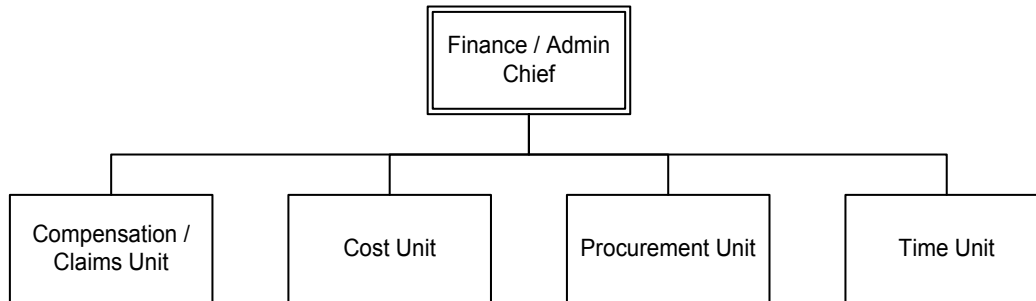 Finance / Admin
Chief
Compensation /
Claims Unit
Cost Unit
Procurement Unit
Time Unit